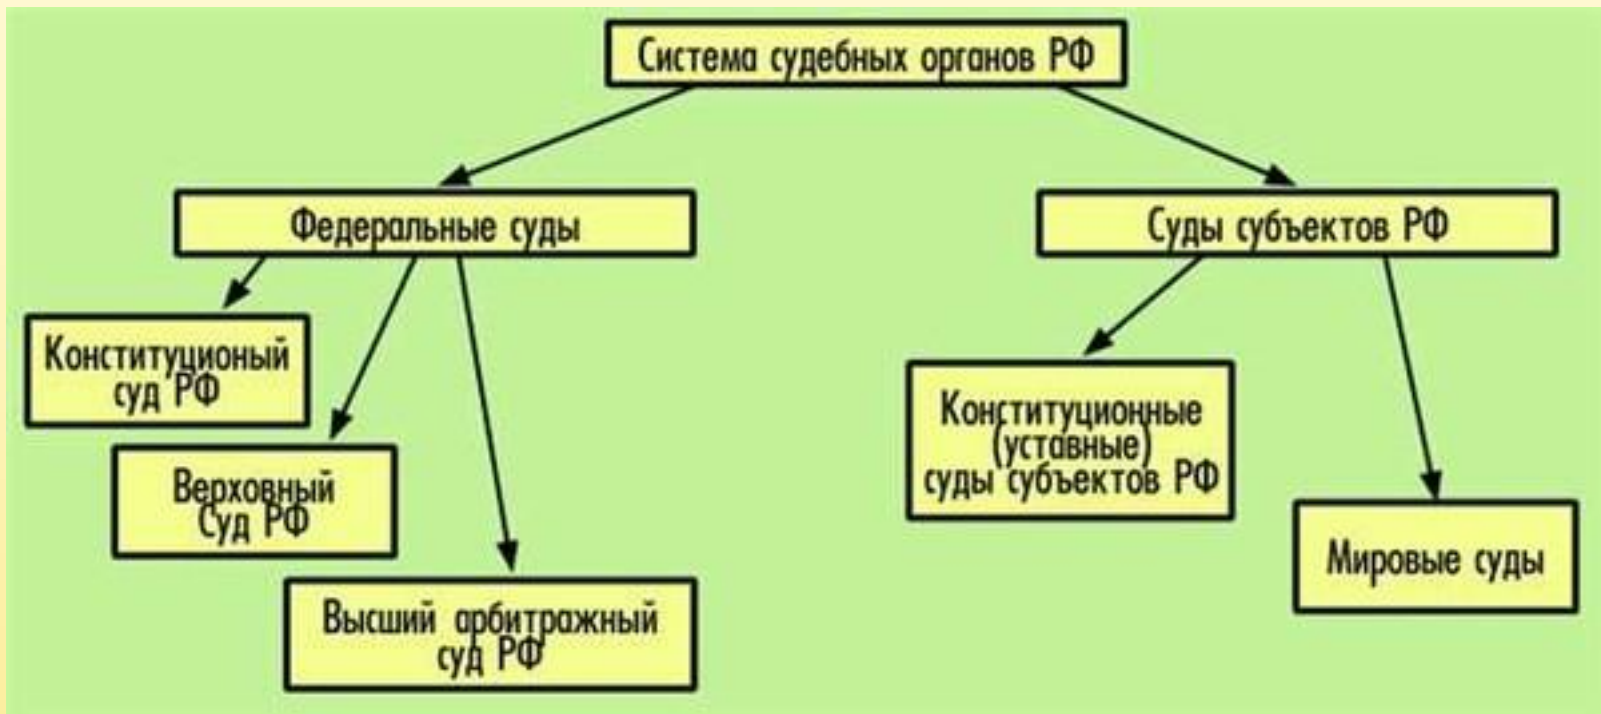 Система судебных органов РФ
Федеральные суды
Суды субъектов РФ
Конституционый
суд РФ
Верховный
Суд РФ
Высший арбитражный
суд РФ
Конституционные
(уставные)
суды субъектов РФ
Мировые суды